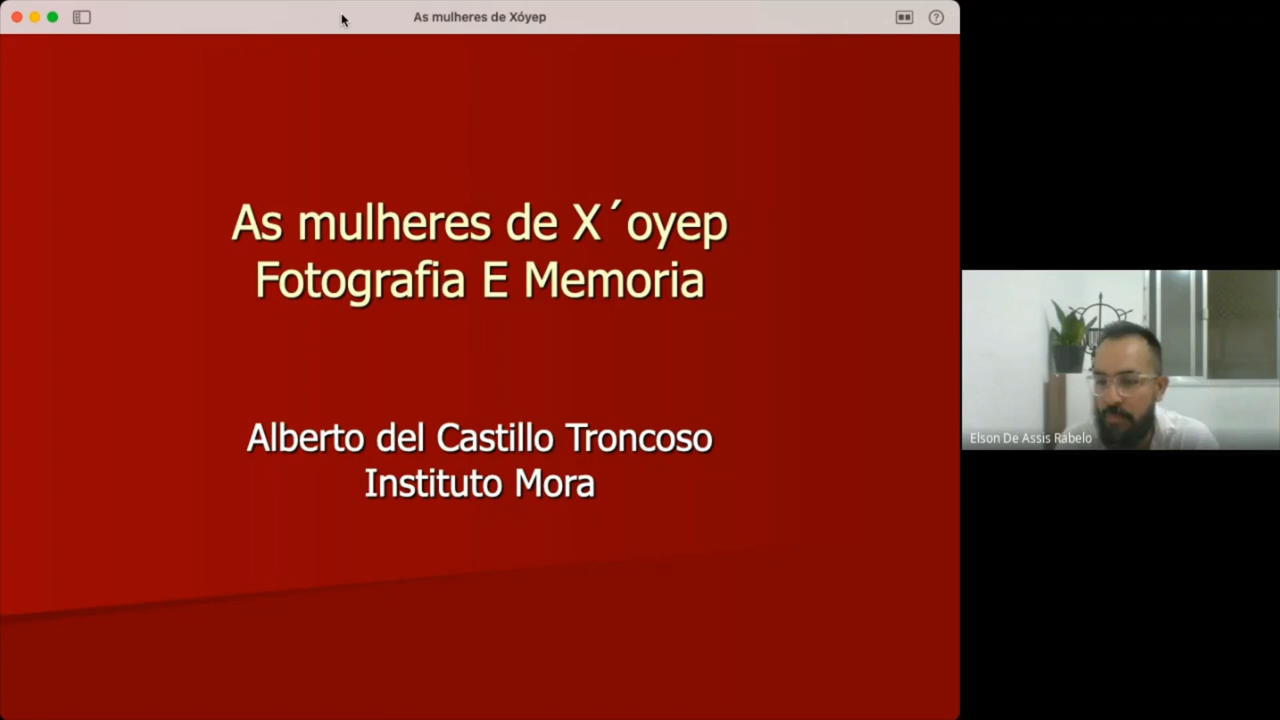 As mulheres de Xóyep
As mulheres de X´oyep
Fotografia E Memoria
Alberto del Castillo Troncoso
Instituto Mora
Elson De Assis Rabelo